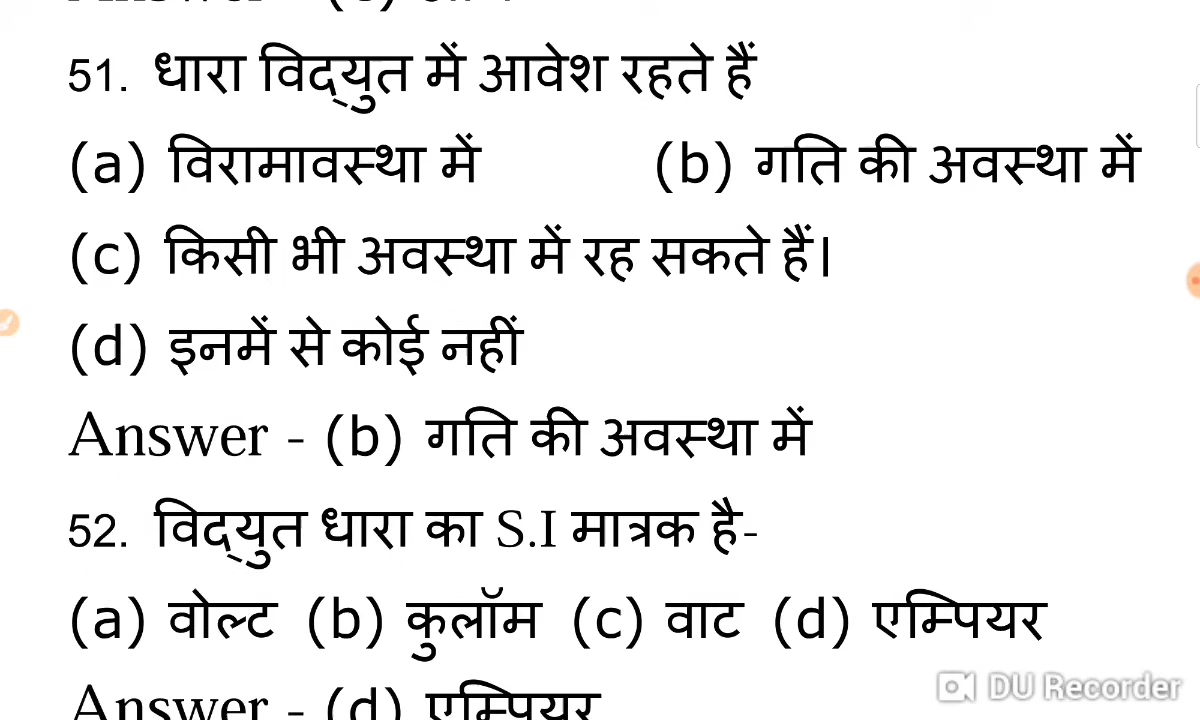 51. धारा विद्युत में आवेश रहते हैं
(a) विरामावस्था में (b) गति की अवस्था में
(c) किसी भी अवस्था में रह सकते हैं।
(d) इनमें से कोई नहीं
Answer - (b) गति की अवस्था में
52. विद्युत धारा का S.I मात्रक है-
(a) वोल्ट (b) कुलॉम (c) वाट (d) एम्पियर
Answer - (d) एम्पियर
DU Recorder